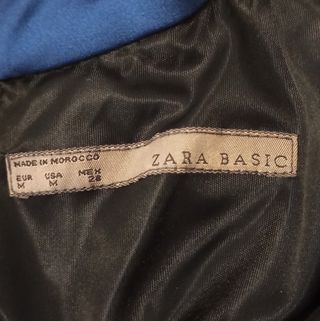 MADE IN MOROCCO
ZARA BASIC
EUR USA MEX
M M 28